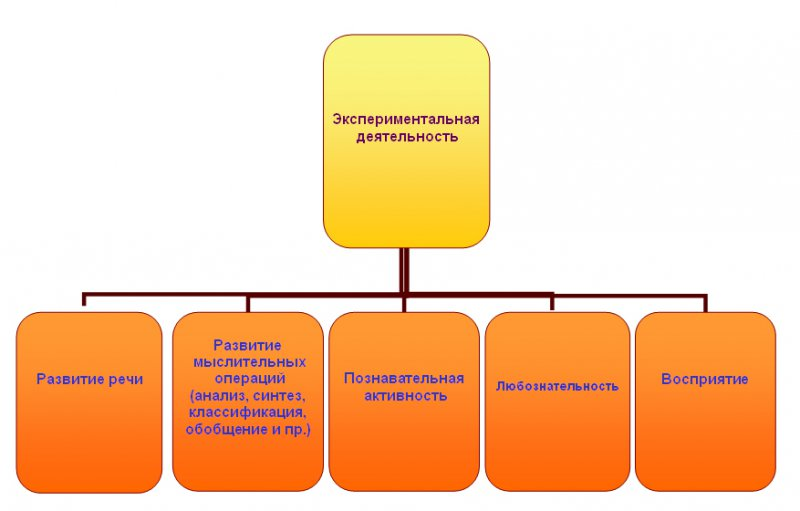 Экспериментальная
деятельность
Развитие речи
Развитие
мыслительных
операций
(анализ, синтез,
классификация,
обобщение и пр.)
Познавательная
активность
Любознательность
Восприятие